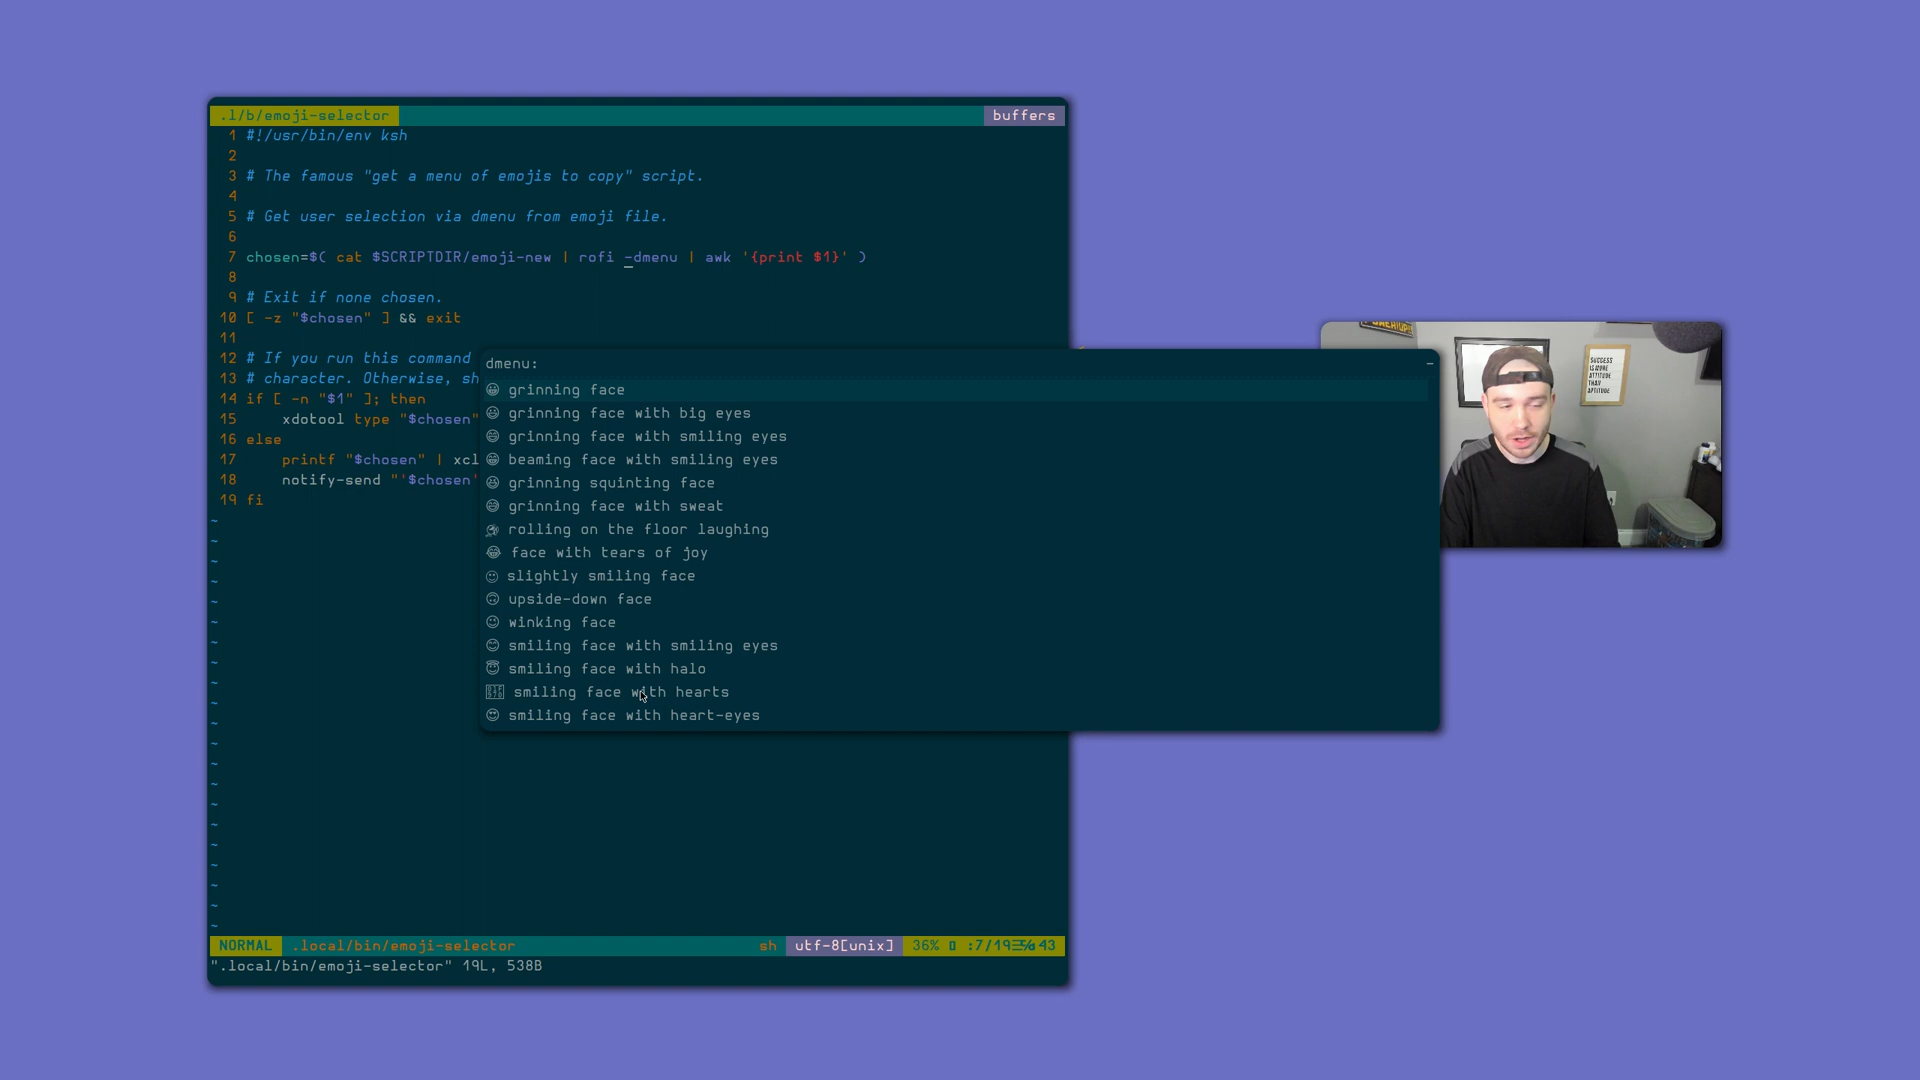 .l/b/emoji-selector
buffers
1 #!/usr/bin/env ksh
2
3 # The famous "get a menu of emojis to copy" script.
4
5 # Get user selection via dmenu from emoji file.
6
7 chosen=$( cat $SCRIPTDIR/emoji-new | rofi -dmenu | awk '{print $1}' )
8
9 # Exit if none chosen.
10 [ -z "$chosen" ] && exit
11
12 # If you run this command
13 # character. Otherwise, sh
14 if [ -n "$1" ]; then
15     xdotool type "$chosen"
16 else
17     printf "$chosen" | xcl
18     notify-send "'$chosen'
19 fi
dmenu:
😀 grinning face
😃 grinning face with big eyes
😄 grinning face with smiling eyes
😁 beaming face with smiling eyes
😆 grinning squinting face
😅 grinning face with sweat
🤣 rolling on the floor laughing
😂 face with tears of joy
🙂 slightly smiling face
🙃 upside-down face
😉 winking face
😊 smiling face with smiling eyes
😇 smiling face with halo
smiling face with hearts
😍 smiling face with heart-eyes
SUCCESS
IS MORE
ATTITUDE
THAN
APTITUDE
NORMAL .local/bin/emoji-selector
sh utf-8[unix] 36% :7/19
".local/bin/emoji-selector" 19L, 538B